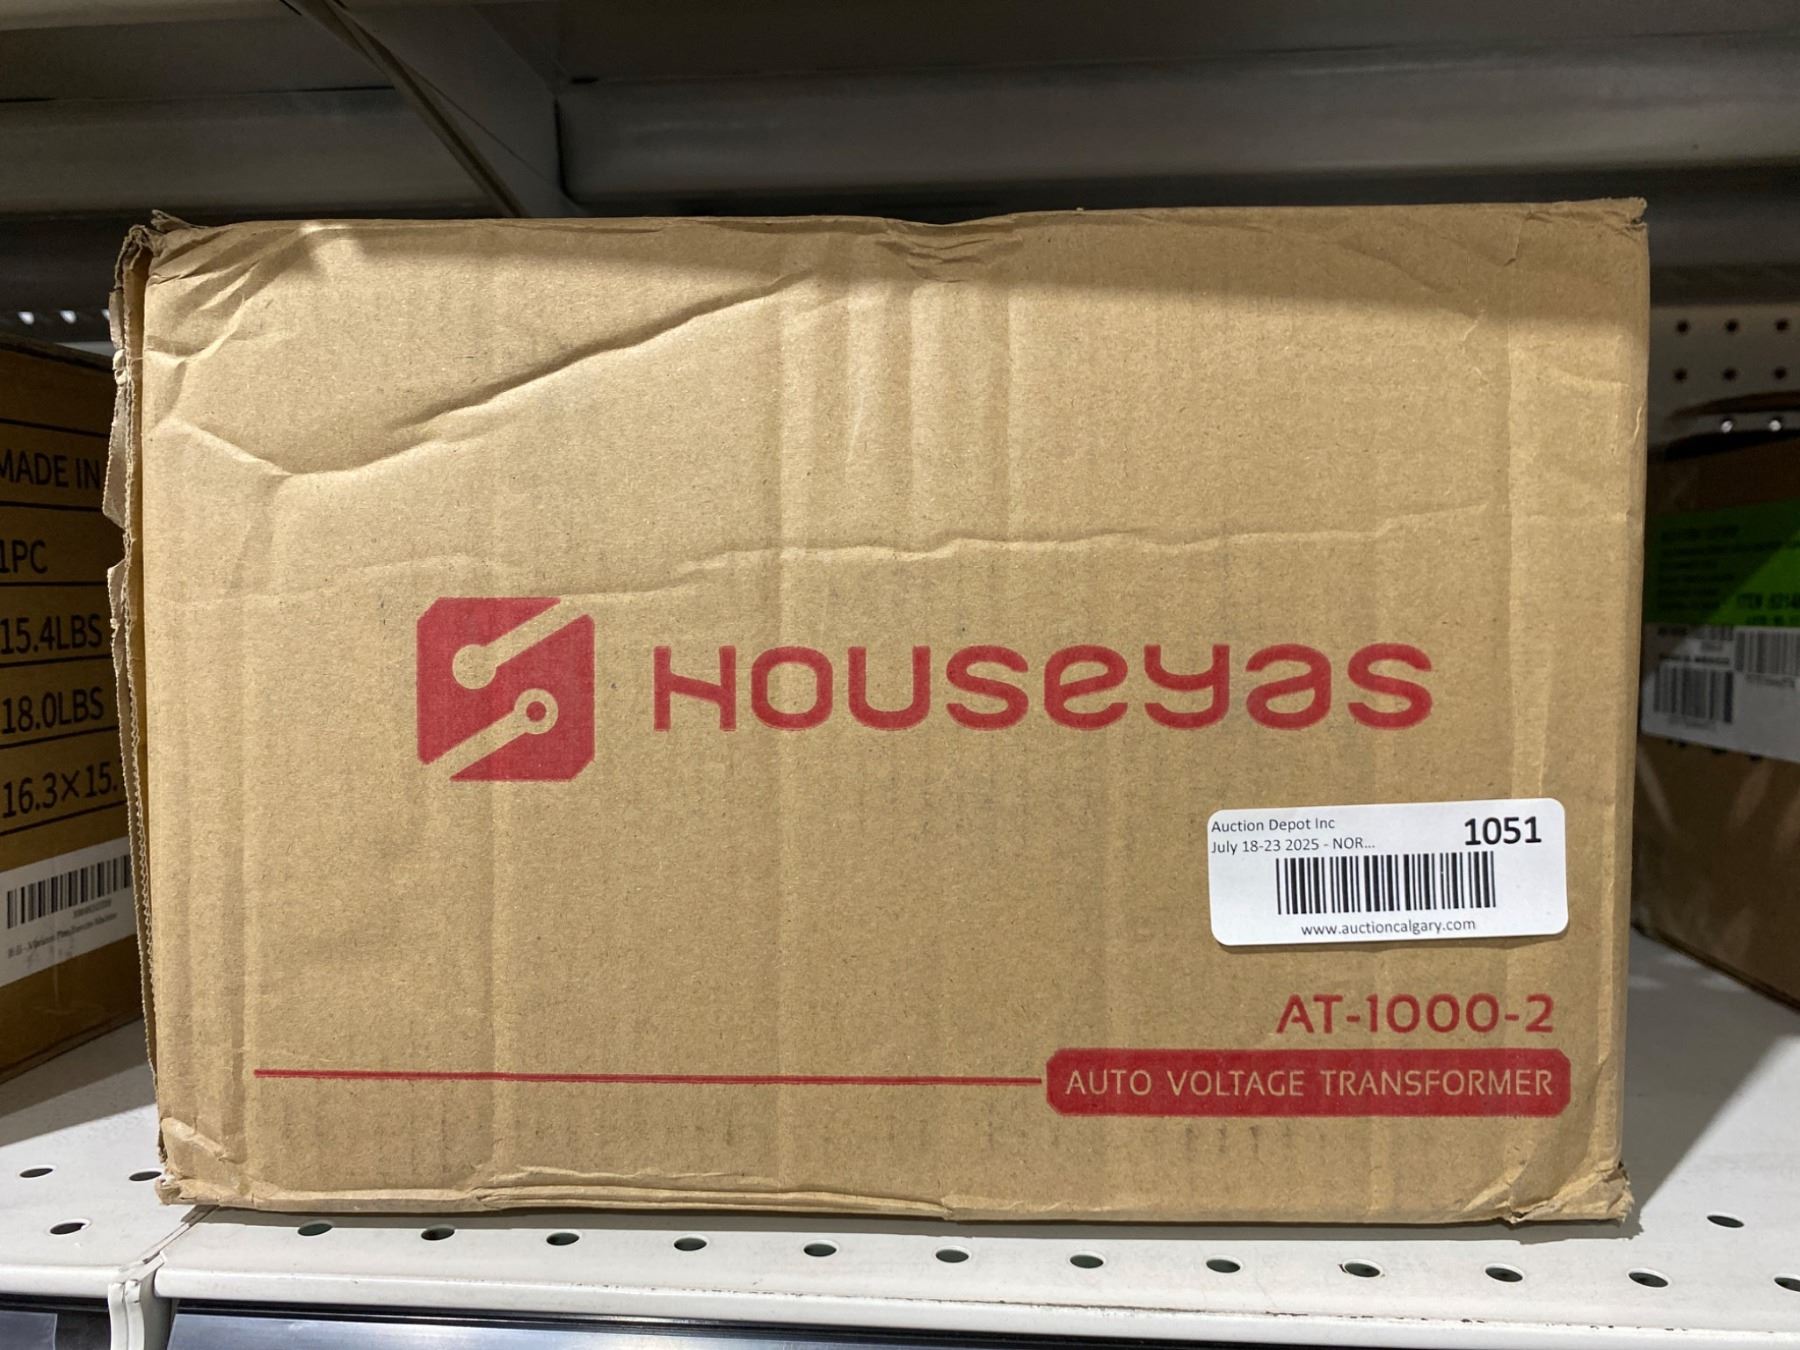 MADE IN
1PC
15.4LBS
18.0LBS
16.3×15.
HOUSEYAS
Auction Depot Inc
1051
July 18-23 2025 - NOR...
www.auctioncalgary.com
AT-1000-2
AUTO VOLTAGE TRANSFORMER